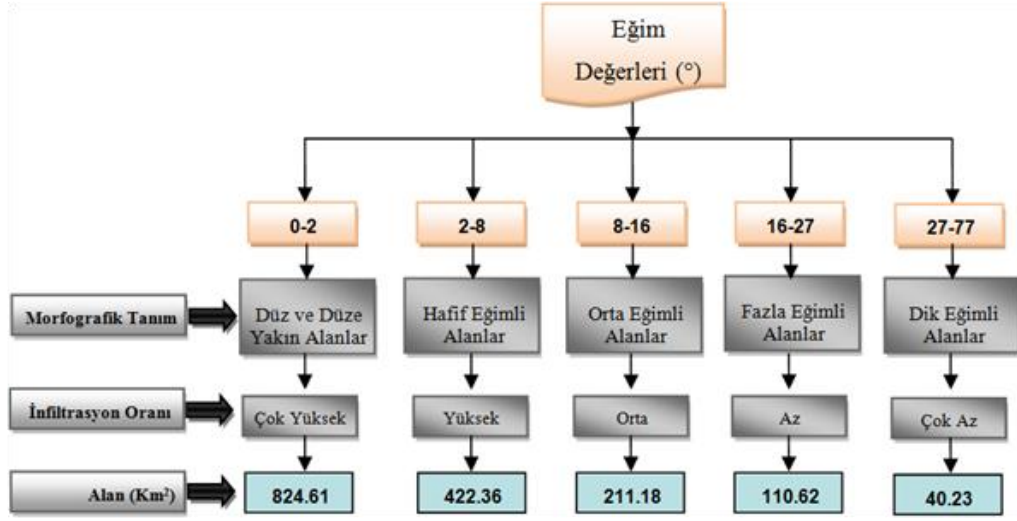 Eğim
Değerleri (°)
0-2
2-8
8-16
16-27
27-77
Morfografik Tanım
Düz ve Düze
Yakın Alanlar
Hafif Eğimli
Alanlar
Orta Eğimli
Alanlar
Fazla Eğimli
Alanlar
Dik Eğimli
Alanlar
İnfiltrasyon Oranı
Çok Yüksek
Yüksek
Orta
Az
Çok Az
Alan (Km²)
824.61
422.36
211.18
110.62
40.23